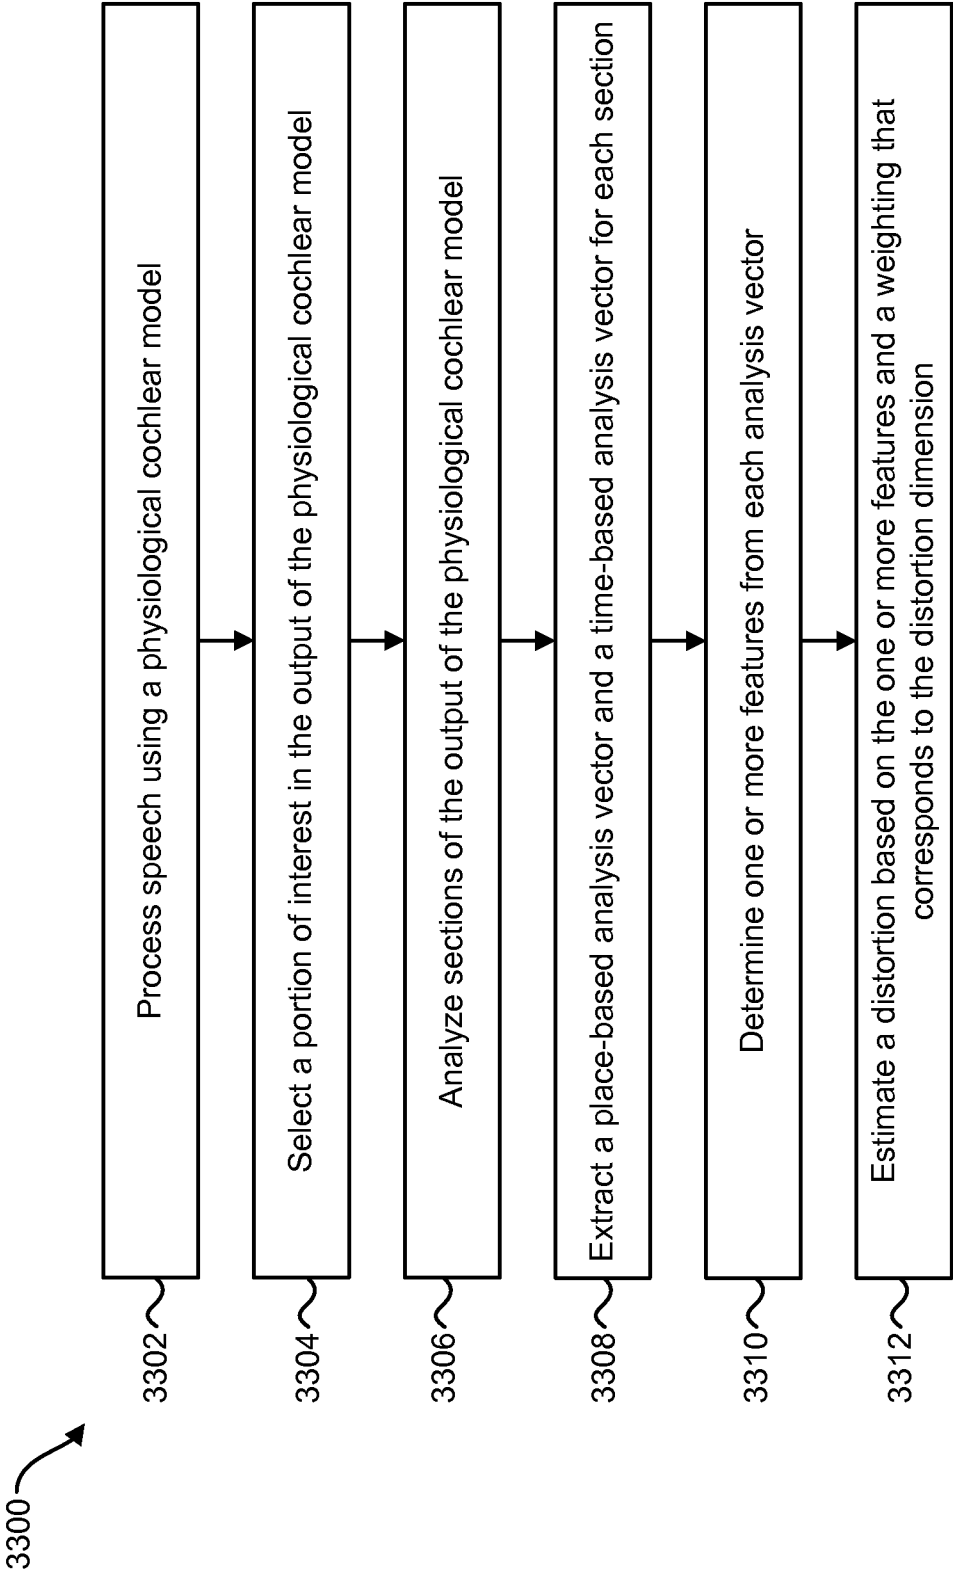 3300
3302
Process speech using a physiological cochlear model
3304
Select a portion of interest in the output of the physiological cochlear model
3306
Analyze sections of the output of the physiological cochlear model
3308
Extract a place-based analysis vector and a time-based analysis vector for each section
3310
Determine one or more features from each analysis vector
3312
Estimate a distortion based on the one or more features and a weighting that
corresponds to the distortion dimension